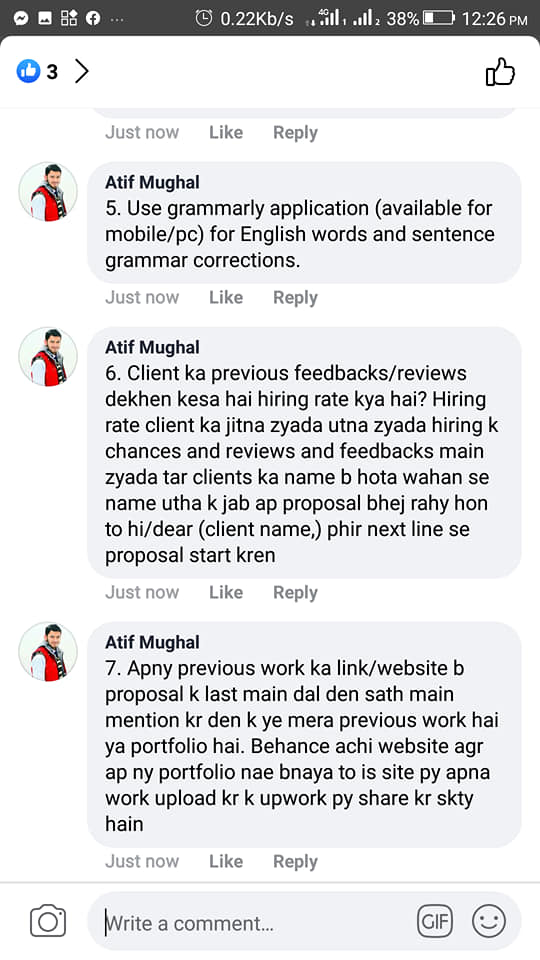 0.22Kb/s 4G 1 2 38% 12:26 PM
3
Just now Like Reply
Atif Mughal
5. Use grammarly application (available for
mobile/pc) for English words and sentence
grammar corrections.
Just now Like Reply
Atif Mughal
6. Client ka previous feedbacks/reviews
dekhen kesa hai hiring rate kya hai? Hiring
rate client ka jitna zyada utna zyada hiring k
chances and reviews and feedbacks main
zyada tar clients ka name b hota wahan se
name utha k jab ap proposal bhej rahy hon
to hi/dear (client name,) phir next line se
proposal start kren
Just now Like Reply
Atif Mughal
7. Apny previous work ka link/website b
proposal k last main dal den sath main
mention kr den k ye mera previous work hai
ya portfolio hai. Behance achi website agr
ap ny portfolio nae bnaya to is site py apna
work upload kr k upwork py share kr skty
hain
Just now Like Reply
Write a comment... GIF